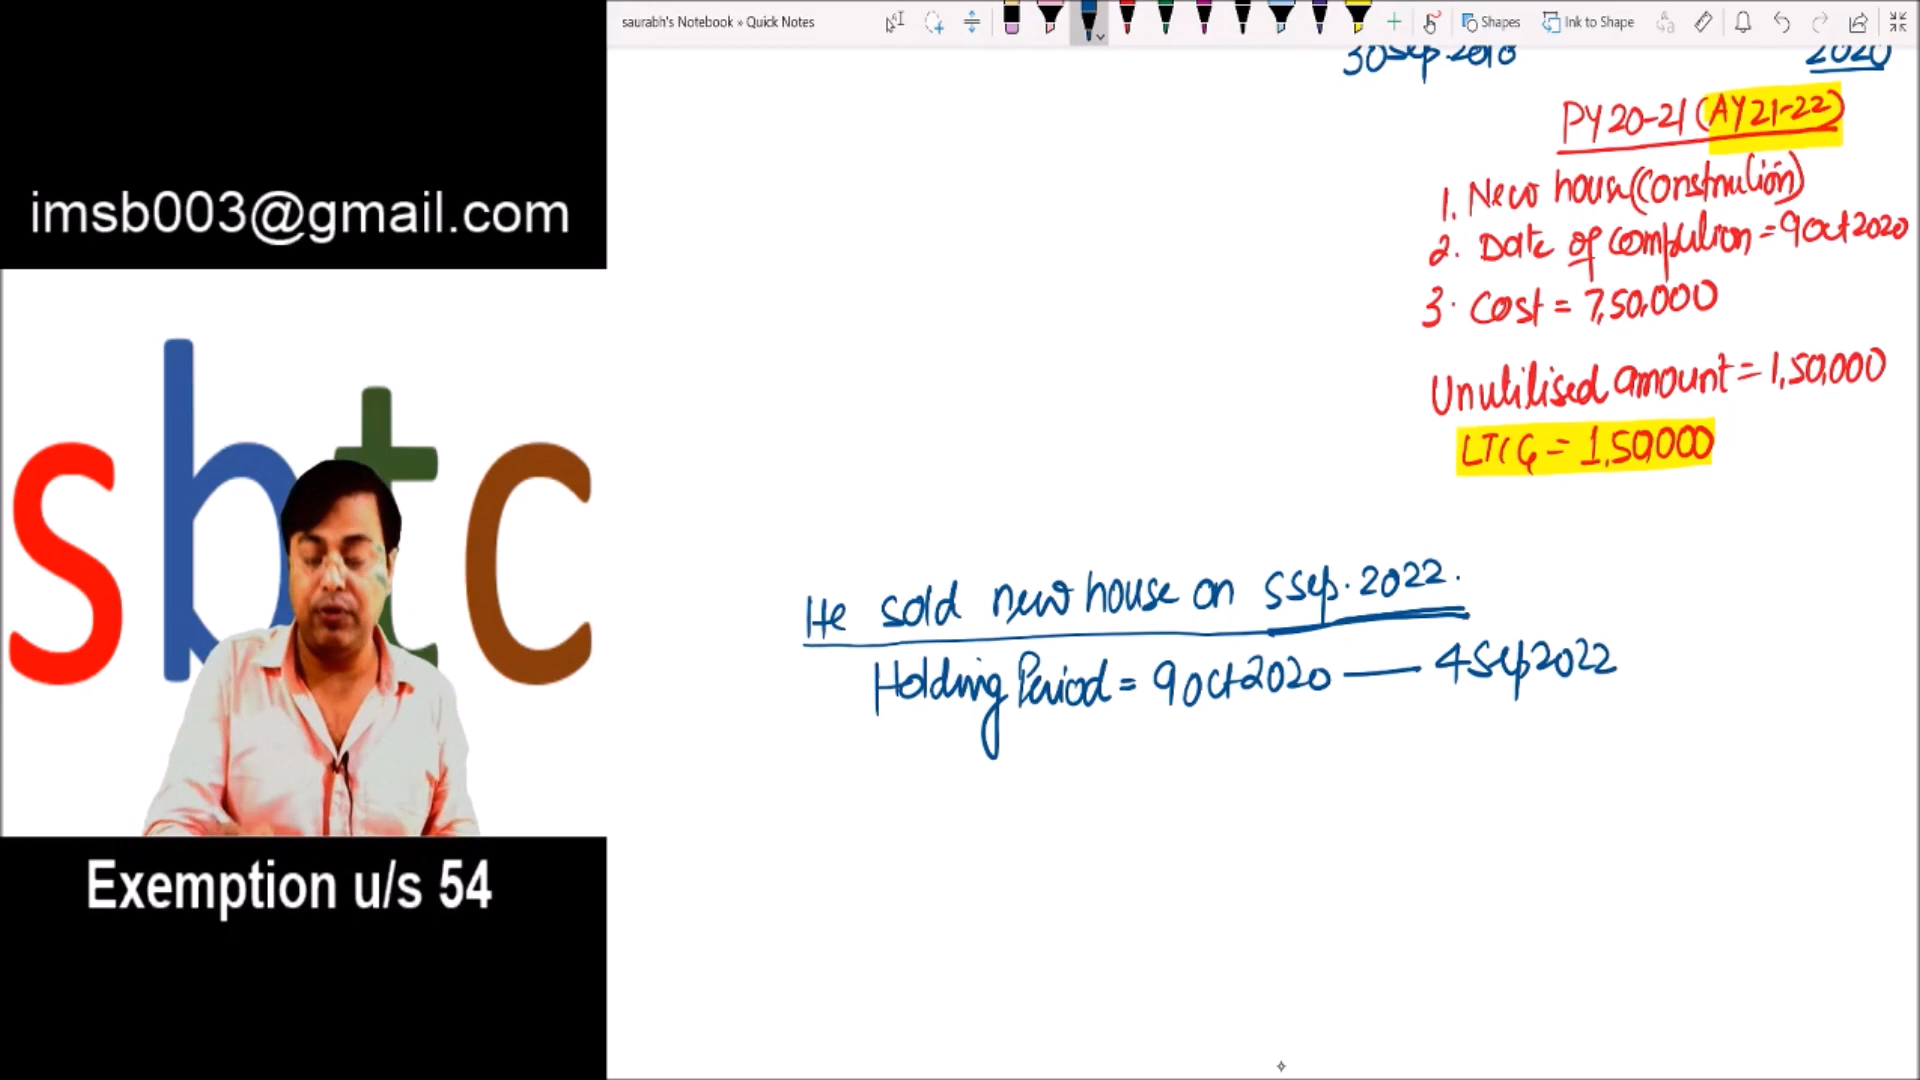 saurabh's Notebook » Quick Notes
Shapes
Ink to Shape
30 Sep. 2018
2020
PY 20-21 (AY 21-22)
1. New house (Construction)
2. Date of completion = 9 Oct 2020
3. Cost = 7,50,000
Unutilised amount = 1,50,000
LTCG = 1,50,000
He sold new house on 5 Sep. 2022.
Holding Period = 9 Oct 2020 — 4 Sep 2022
imsb003@gmail.com
sbtc
Exemption u/s 54